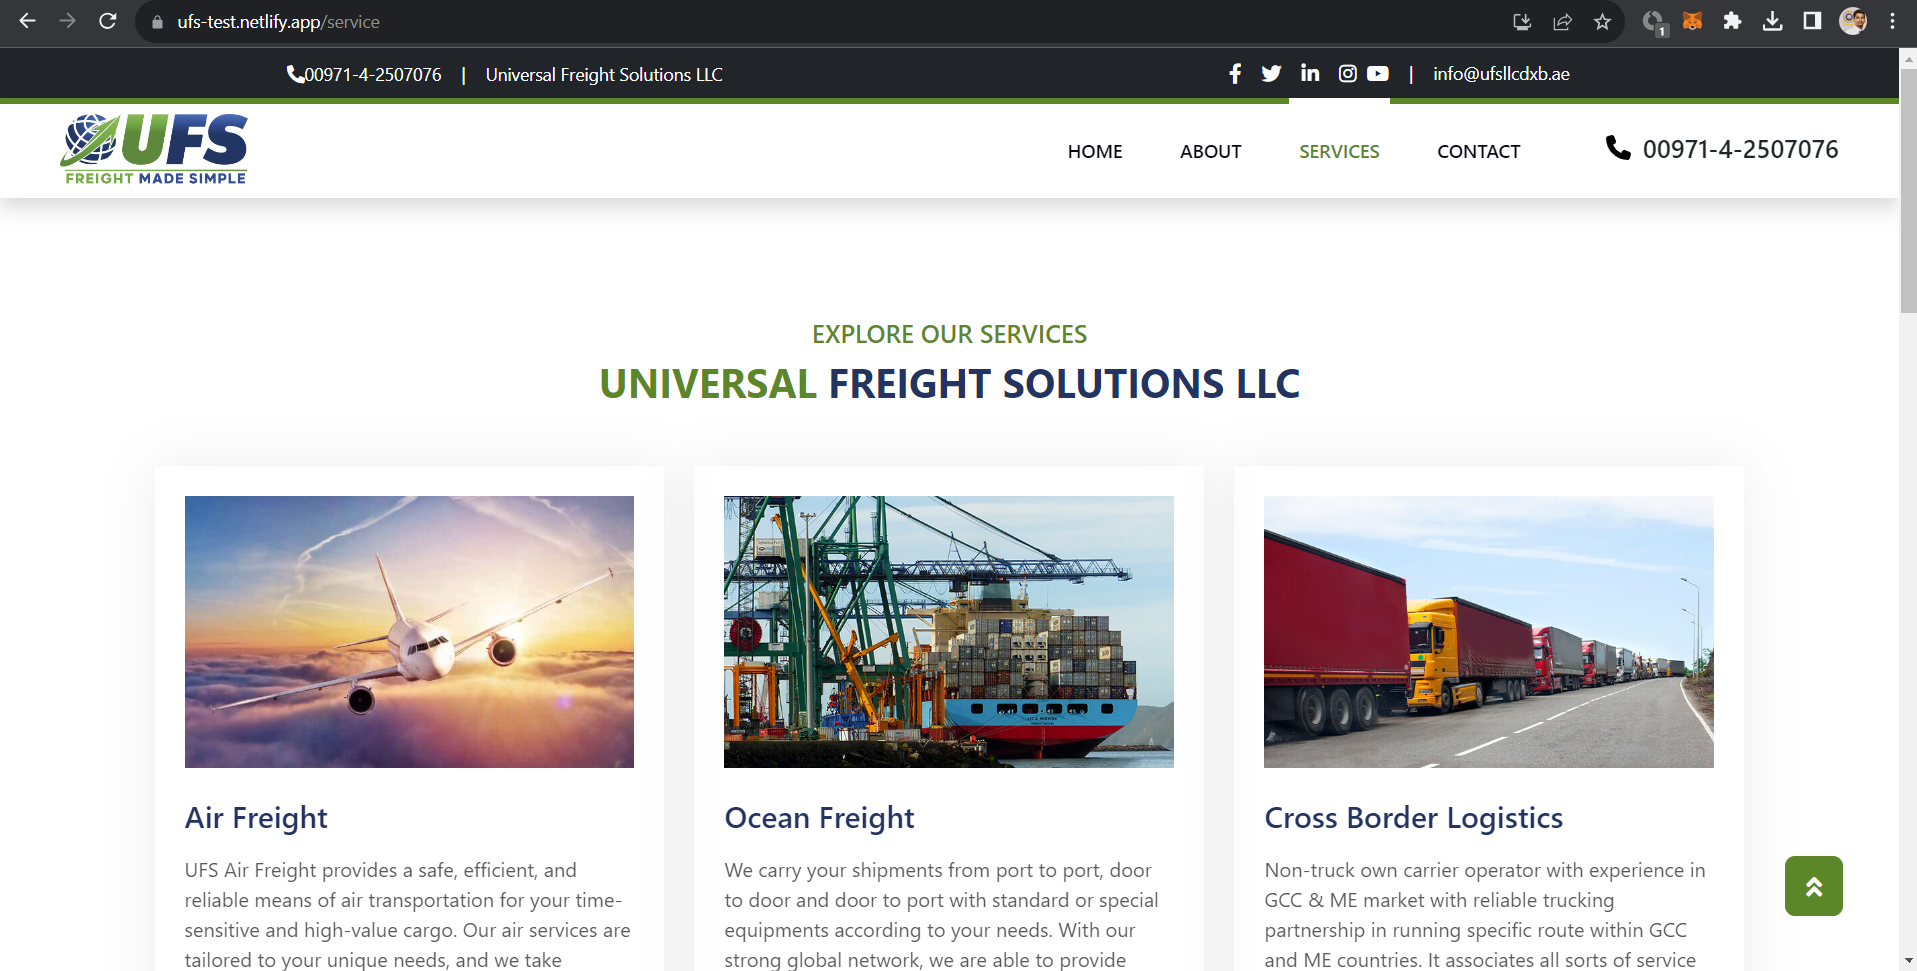 ufs-test.netlify.app/service
1
00971-4-2507076 | Universal Freight Solutions LLC
| info@ufsllcdxb.ae
UFS
FREIGHT MADE SIMPLE
HOME
ABOUT
SERVICES
CONTACT
00971-4-2507076
EXPLORE OUR SERVICES
UNIVERSAL FREIGHT SOLUTIONS LLC
Air Freight
UFS Air Freight provides a safe, efficient, and
reliable means of air transportation for your time-
sensitive and high-value cargo. Our air services are
tailored to your unique needs, and we take
Ocean Freight
We carry your shipments from port to port, door
to door and door to port with standard or special
equipments according to your needs. With our
strong global network, we are able to provide
Cross Border Logistics
Non-truck own carrier operator with experience in
GCC & ME market with reliable trucking
partnership in running specific route within GCC
and ME countries. It associates all sorts of service